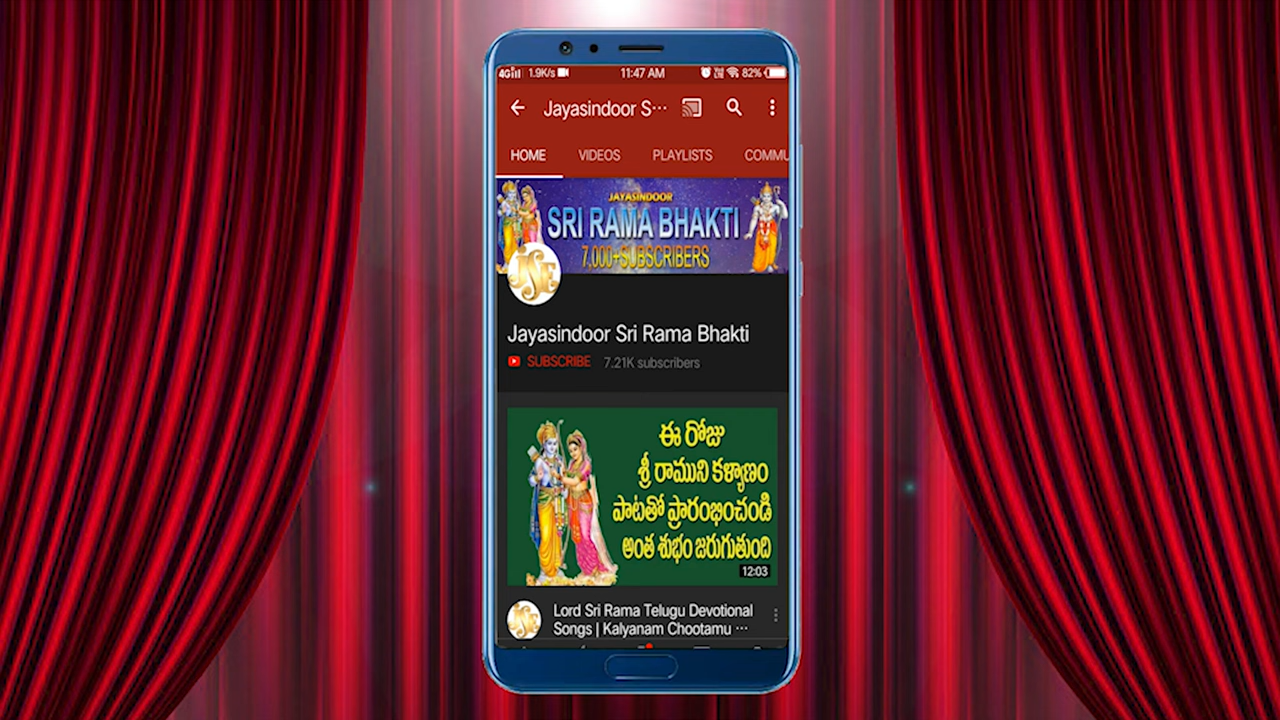 4G 1.9K/s 11:47 AM 82%
Jayasindoor S···
HOME VIDEOS PLAYLISTS COMMU
JAYASINDOOR
SRI RAMA BHAKTI
7,000+SUBSCRIBERS
JSE
Jayasindoor Sri Rama Bhakti
SUBSCRIBE 7.21K subscribers
ఈ రోజు
శ్రీ రాముని కళ్యాణం
పాటతో ప్రారంభించండి
అంత శుభం జరుగుతుంది
12:03
JSE
Lord Sri Rama Telugu Devotional
Songs | Kalyanam Chootamu ···